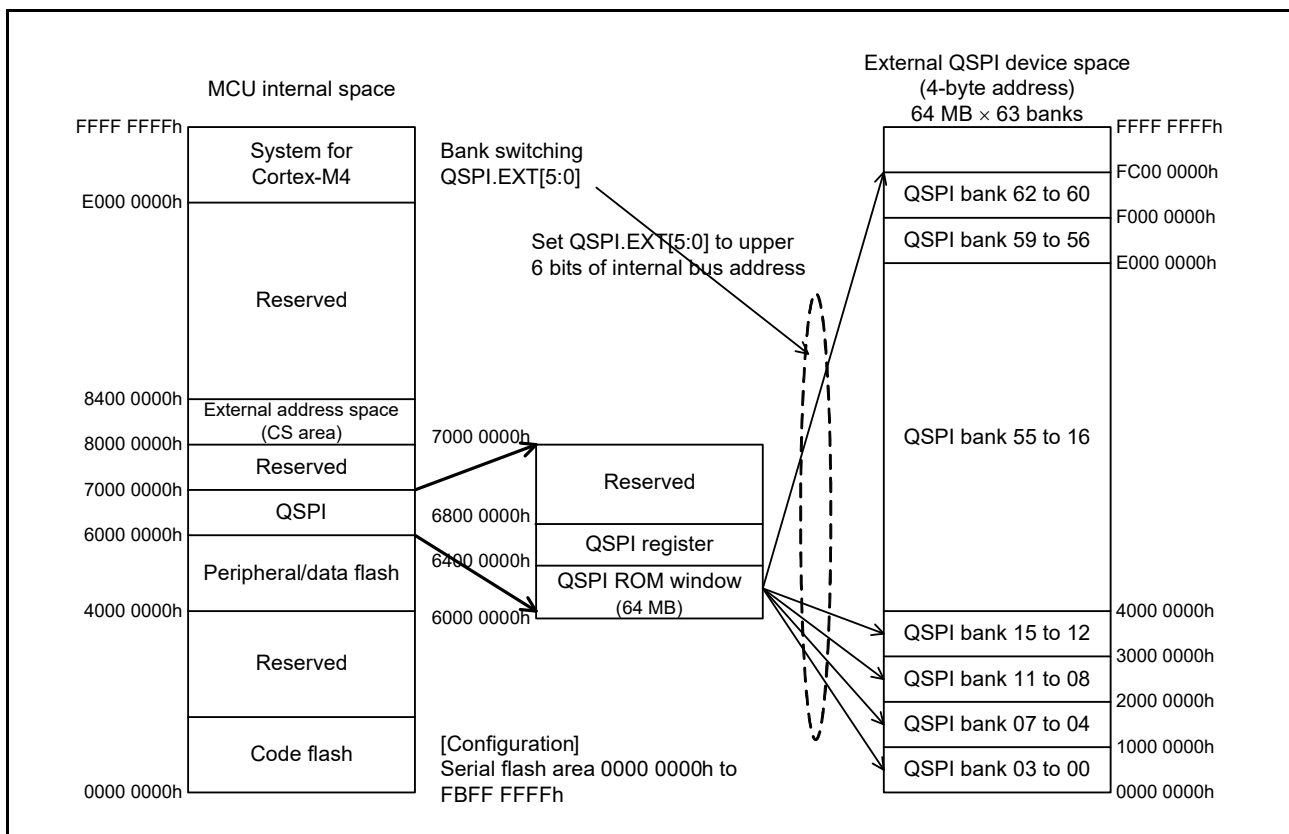 MCU internal space
FFFF FFFFh
System for
Cortex-M4
E000 0000h
Reserved
8400 0000h
External address space
(CS area)
8000 0000h
Reserved
7000 0000h
QSPI
6000 0000h
Peripheral/data flash
4000 0000h
Reserved
Code flash
0000 0000h
Bank switching
QSPI.EXT[5:0]
Set QSPI.EXT[5:0] to upper
6 bits of internal bus address
7000 0000h
Reserved
6800 0000h
QSPI register
6400 0000h
QSPI ROM window
(64 MB)
6000 0000h
[Configuration]
Serial flash area 0000 0000h to
FBFF FFFFh
External QSPI device space
(4-byte address)
64 MB × 63 banks
FFFF FFFFh
FC00 0000h
QSPI bank 62 to 60
F000 0000h
QSPI bank 59 to 56
E000 0000h
QSPI bank 55 to 16
4000 0000h
QSPI bank 15 to 12
3000 0000h
QSPI bank 11 to 08
2000 0000h
QSPI bank 07 to 04
1000 0000h
QSPI bank 03 to 00
0000 0000h